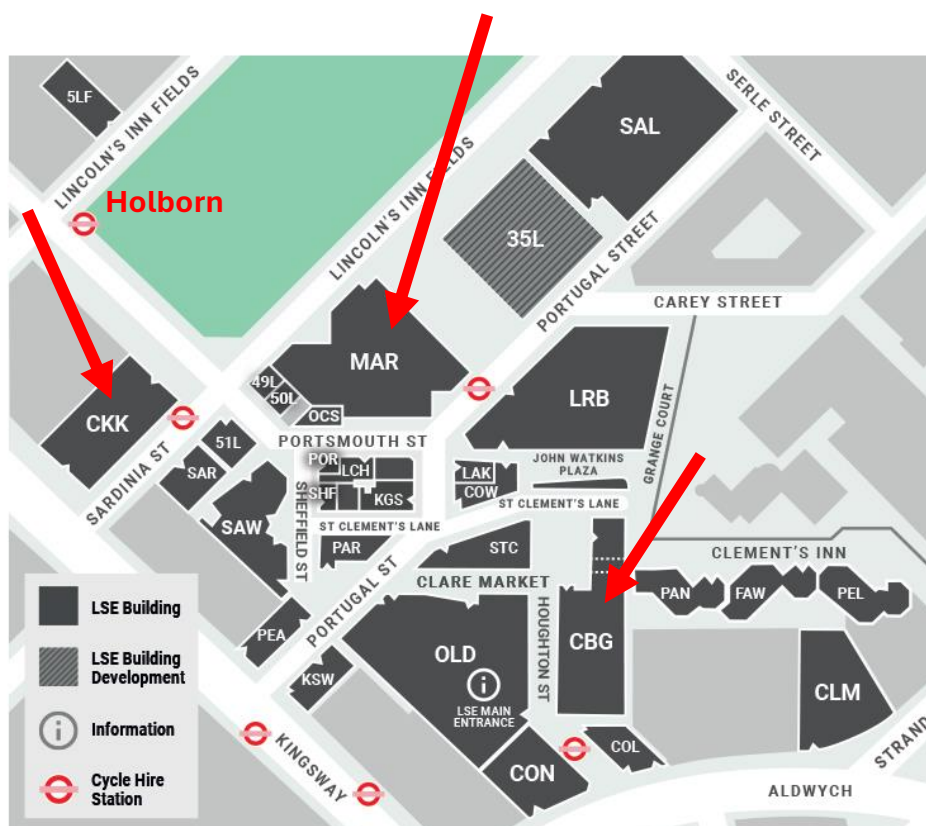 5LF
LINCOLN'S INN FIELDS
Holborn
SAL
SERLE STREET
LINCOLN'S INN FIELDS
35L
PORTUGAL STREET
CAREY STREET
MAR
49L
50L
OCS
LRB
CKK
PORTSMOUTH ST
GRANGE COURT
51L
SAR
SARDINIA ST
POR
LCH
SHF
KGS
LAK
COW
JOHN WATKINS
PLAZA
ST CLEMENT'S LANE
SAW
SHEFFIELD ST
ST CLEMENT'S LANE
PAR
STC
CLEMENT'S INN
PORTUGAL ST
CLARE MARKET
PAN
FAW
PEL
HOUGHTON ST
PEA
KSW
OLD
LSE MAIN
ENTRANCE
CBG
CLM
CON
COL
STRAND
KINGSWAY
ALDWYCH
LSE Building
LSE Building
Development
Information
Cycle Hire
Station